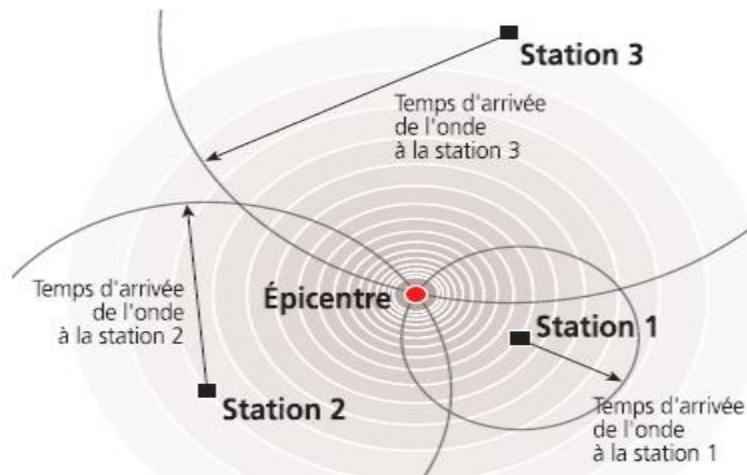 Station 3
Temps d'arrivée
de l'onde
à la station 3
Temps d'arrivée
de l'onde
à la station 2
Épicentre
Station 1
Station 2
Temps d'arrivée
de l'onde
à la station 1